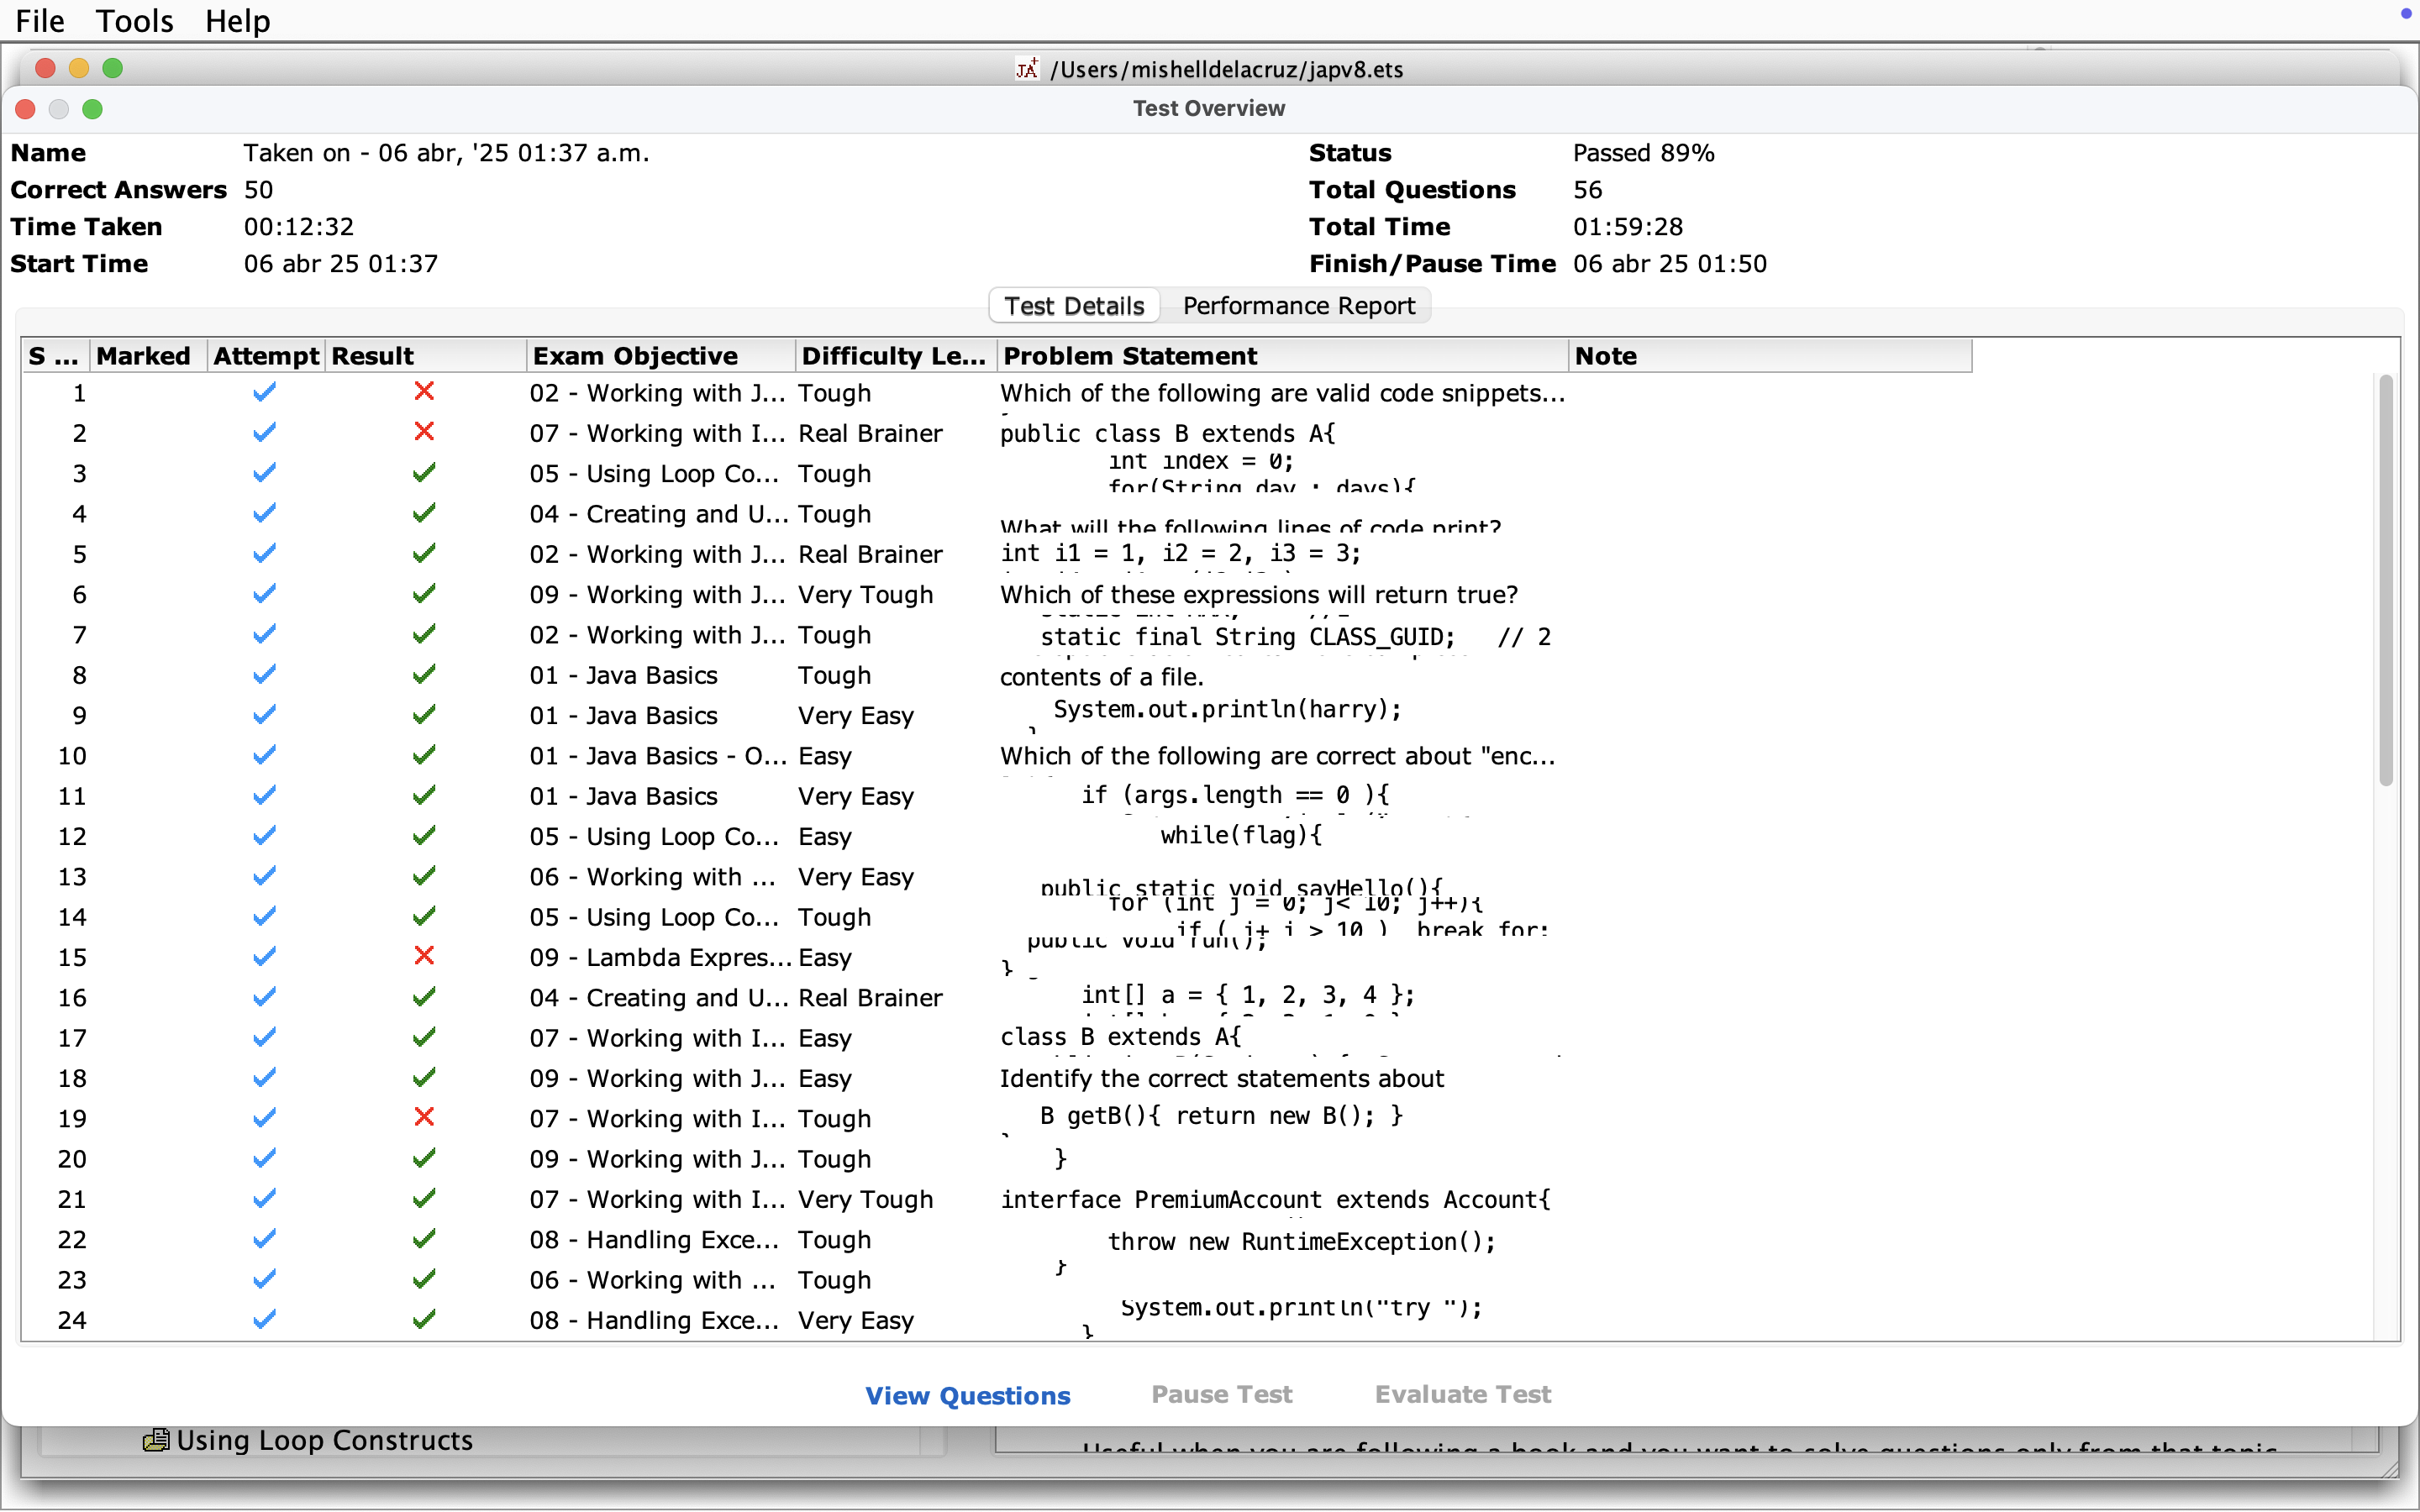 File Tools Help
/Users/mishelldelacruz/japv8.ets
Test Overview
Name Taken on - 06 abr, '25 01:37 a.m. Status Passed 89%
Correct Answers 50 Total Questions 56
Time Taken 00:12:32 Total Time 01:59:28
Start Time 06 abr 25 01:37 Finish/Pause Time 06 abr 25 01:50
Test Details Performance Report
S ... Marked Attempt Result Exam Objective Difficulty Le... Problem Statement Note
1 02 - Working with J... Tough Which of the following are valid code snippets...
2 07 - Working with I... Real Brainer public class B extends A{
3 05 - Using Loop Co... Tough int index = 0;
for(String day : days){
4 04 - Creating and U... Tough What will the following lines of code print?
5 02 - Working with J... Real Brainer int i1 = 1, i2 = 2, i3 = 3;
6 09 - Working with J... Very Tough Which of these expressions will return true?
7 02 - Working with J... Tough static final String CLASS_GUID; // 2
8 01 - Java Basics Tough contents of a file.
9 01 - Java Basics Very Easy System.out.println(harry);
10 01 - Java Basics - O... Easy Which of the following are correct about "enc...
11 01 - Java Basics Very Easy if (args.length == 0 ){
12 05 - Using Loop Co... Easy while(flag){
13 06 - Working with ... Very Easy public static void sayHello(){
14 05 - Using Loop Co... Tough for (int j = 0; j< 10; j++){
if ( j+ i > 10 ) break for;
15 09 - Lambda Expres... Easy public void run();
}
16 04 - Creating and U... Real Brainer int[] a = { 1, 2, 3, 4 };
17 07 - Working with I... Easy class B extends A{
18 09 - Working with J... Easy Identify the correct statements about
19 07 - Working with I... Tough B getB(){ return new B(); }
20 09 - Working with J... Tough }
21 07 - Working with I... Very Tough interface PremiumAccount extends Account{
22 08 - Handling Exce... Tough throw new RuntimeException();
}
23 06 - Working with ... Tough
24 08 - Handling Exce... Very Easy System.out.println("try ");
}
View Questions Pause Test Evaluate Test
Using Loop Constructs
Useful when you are following a book and you want to solve questions only from that topic